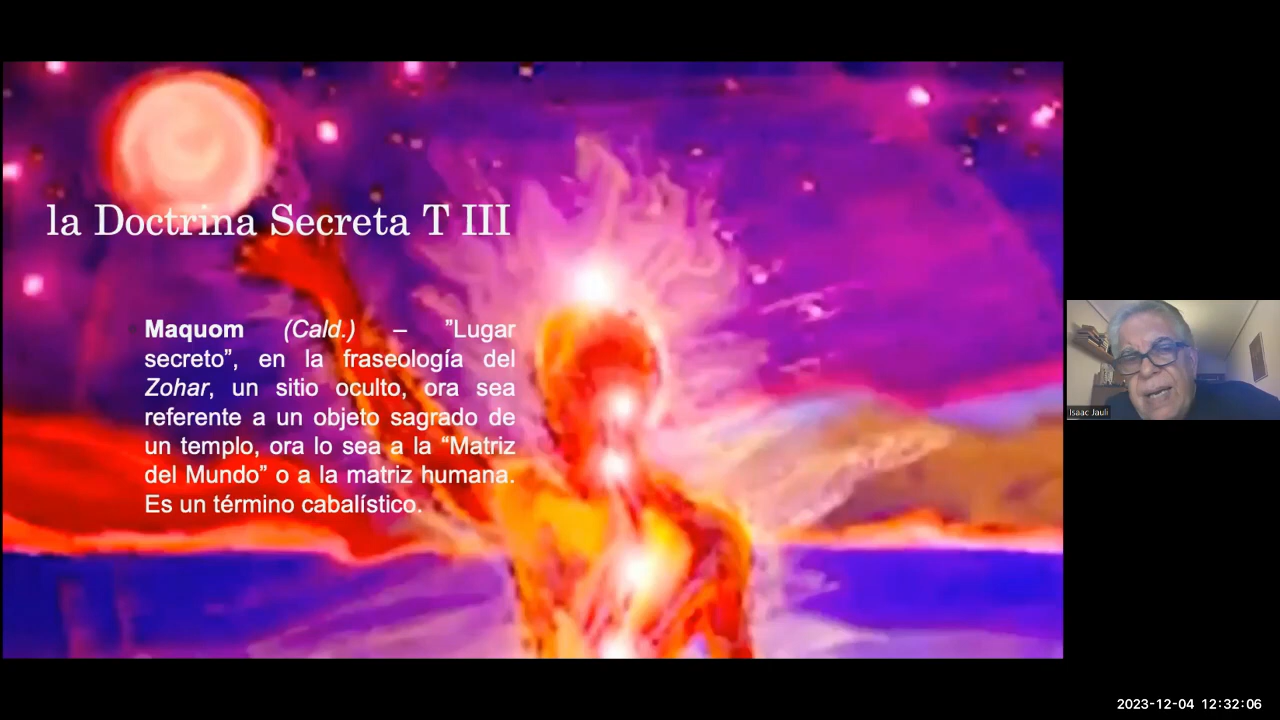 la Doctrina Secreta T III
Maquom (Cald.) – ”Lugar
secreto”, en la fraseología del
Zohar, un sitio oculto, ora sea
referente a un objeto sagrado de
un templo, ora lo sea a la “Matriz
del Mundo” o a la matriz humana.
Es un término cabalístico.
Isaac Jauli
2023-12-04 12:32:06